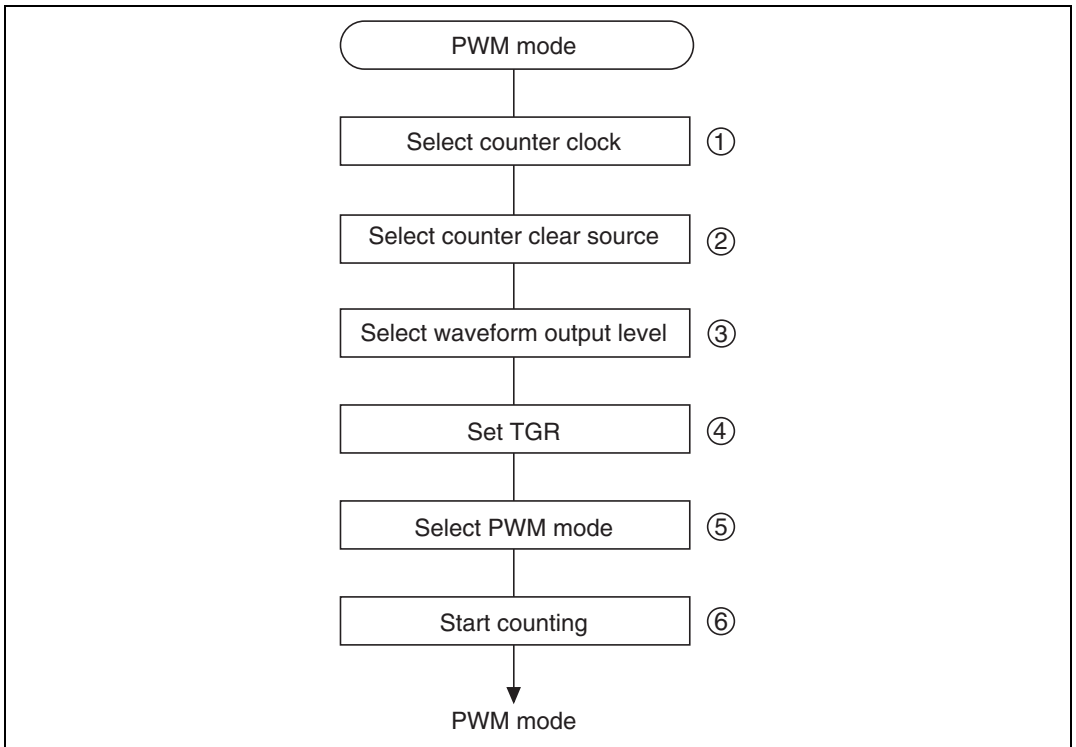 PWM mode
Select counter clock ①
Select counter clear source ②
Select waveform output level ③
Set TGR ④
Select PWM mode ⑤
Start counting ⑥
PWM mode